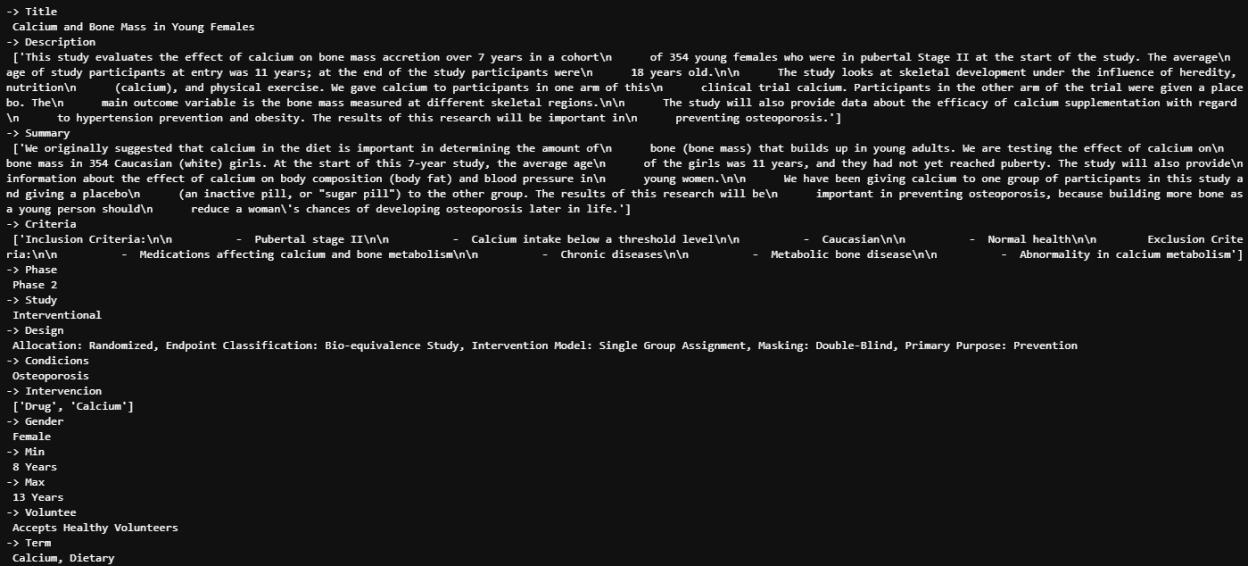 -> Title
Calcium and Bone Mass in Young Females
-> Description
['This study evaluates the effect of calcium on bone mass accretion over 7 years in a cohort\n      of 354 young females who were in pubertal Stage II at the start of the study. The average\n
age of study participants at entry was 11 years; at the end of the study participants were\n      18 years old.\n\n      The study looks at skeletal development under the influence of heredity,
nutrition\n      (calcium), and physical exercise. We gave calcium to participants in one arm of this\n      clinical trial calcium. Participants in the other arm of the trial were given a place
bo. The\n      main outcome variable is the bone mass measured at different skeletal regions.\n\n      The study will also provide data about the efficacy of calcium supplementation with regard
\n      to hypertension prevention and obesity. The results of this research will be important in\n      preventing osteoporosis.']
-> Summary
['We originally suggested that calcium in the diet is important in determining the amount of\n      bone (bone mass) that builds up in young adults. We are testing the effect of calcium on\n
bone mass in 354 Caucasian (white) girls. At the start of this 7-year study, the average age\n      of the girls was 11 years, and they had not yet reached puberty. The study will also provide\n
information about the effect of calcium on body composition (body fat) and blood pressure in\n      young women.\n\n      We have been giving calcium to one group of participants in this study a
nd giving a placebo\n      (an inactive pill, or "sugar pill") to the other group. The results of this research will be\n      important in preventing osteoporosis, because building more bone as
a young person should\n      reduce a woman\'s chances of developing osteoporosis later in life.']
-> Criteria
['Inclusion Criteria:\n\n          -  Pubertal stage II\n\n          -  Calcium intake below a threshold level\n\n          -  Caucasian\n\n          -  Normal health\n\n        Exclusion Crite
ria:\n\n          -  Medications affecting calcium and bone metabolism\n\n          -  Chronic diseases\n\n          -  Metabolic bone disease\n\n          -  Abnormality in calcium metabolism']
-> Phase
Phase 2
-> Study
Interventional
-> Design
Allocation: Randomized, Endpoint Classification: Bio-equivalence Study, Intervention Model: Single Group Assignment, Masking: Double-Blind, Primary Purpose: Prevention
-> Condicions
Osteoporosis
-> Intervencion
['Drug', 'Calcium']
-> Gender
Female
-> Min
8 Years
-> Max
13 Years
-> Voluntee
Accepts Healthy Volunteers
-> Term
Calcium, Dietary